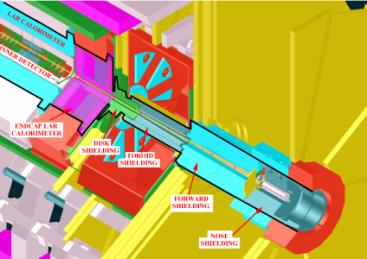 LAR CALORIMETER
INNER DETECTOR
ENDCAP LAR
CALORIMETER
DISK
SHIELDING
TOROID
SHIELDING
FORWARD
SHIELDING
NOSE
SHIELDING